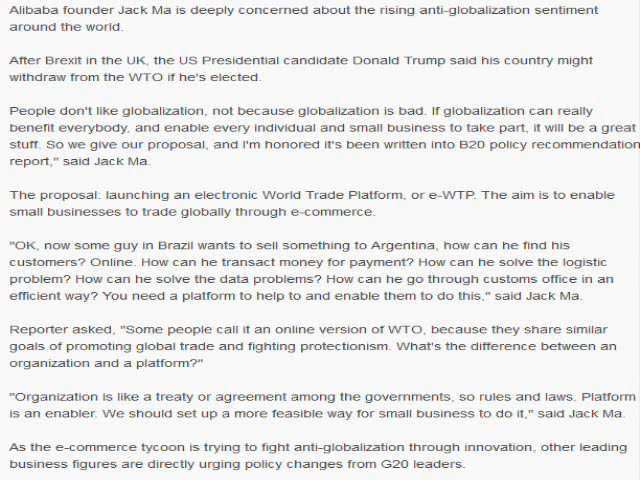 Alibaba founder Jack Ma is deeply concerned about the rising anti-globalization sentiment
around the world.
After Brexit in the UK, the US Presidential candidate Donald Trump said his country might
withdraw from the WTO if he's elected.
People don't like globalization, not because globalization is bad. If globalization can really
benefit everybody, and enable every individual and small business to take part, it will be a great
stuff. So we give our proposal, and I'm honored it's been written into B20 policy recommendation
report," said Jack Ma.
The proposal: launching an electronic World Trade Platform, or e-WTP. The aim is to enable
small businesses to trade globally through e-commerce.
"OK, now some guy in Brazil wants to sell something to Argentina, how can he find his
customers? Online. How can he transact money for payment? How can he solve the logistic
problem? How can he solve the data problems? How can he go through customs office in an
efficient way? You need a platform to help to and enable them to do this," said Jack Ma.
Reporter asked, "Some people call it an online version of WTO, because they share similar
goals of promoting global trade and fighting protectionism. What's the difference between an
organization and a platform?"
"Organization is like a treaty or agreement among the governments, so rules and laws. Platform
is an enabler. We should set up a more feasible way for small business to do it," said Jack Ma.
As the e-commerce tycoon is trying to fight anti-globalization through innovation, other leading
business figures are directly urging policy changes from G20 leaders.